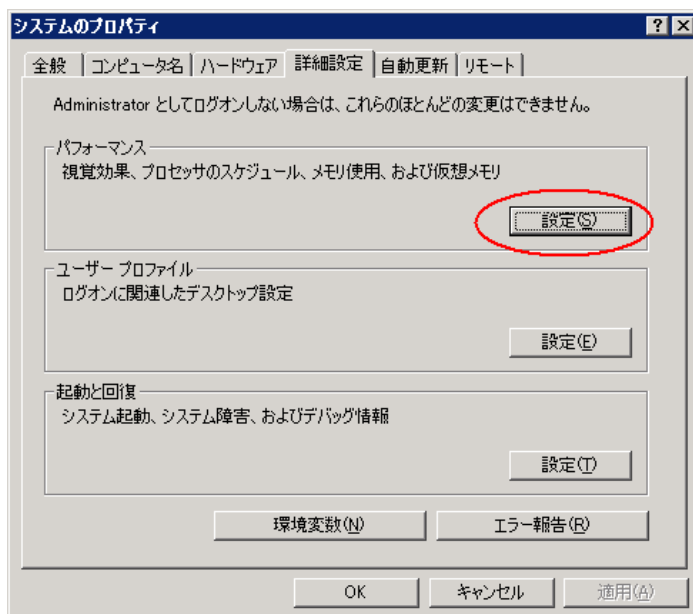 システムのプロパティ
全般 コンピュータ名 ハードウェア 詳細設定 自動更新 リモート
Administrator としてログオンしない場合は、これらのほとんどの変更はできません。
パフォーマンス
視覚効果、プロセッサのスケジュール、メモリ使用、および仮想メモリ
設定(S)
ユーザー プロファイル
ログオンに関連したデスクトップ設定
設定(E)
起動と回復
システム起動、システム障害、およびデバッグ情報
設定(T)
環境変数(N) エラー報告(R)
OK キャンセル 適用(A)